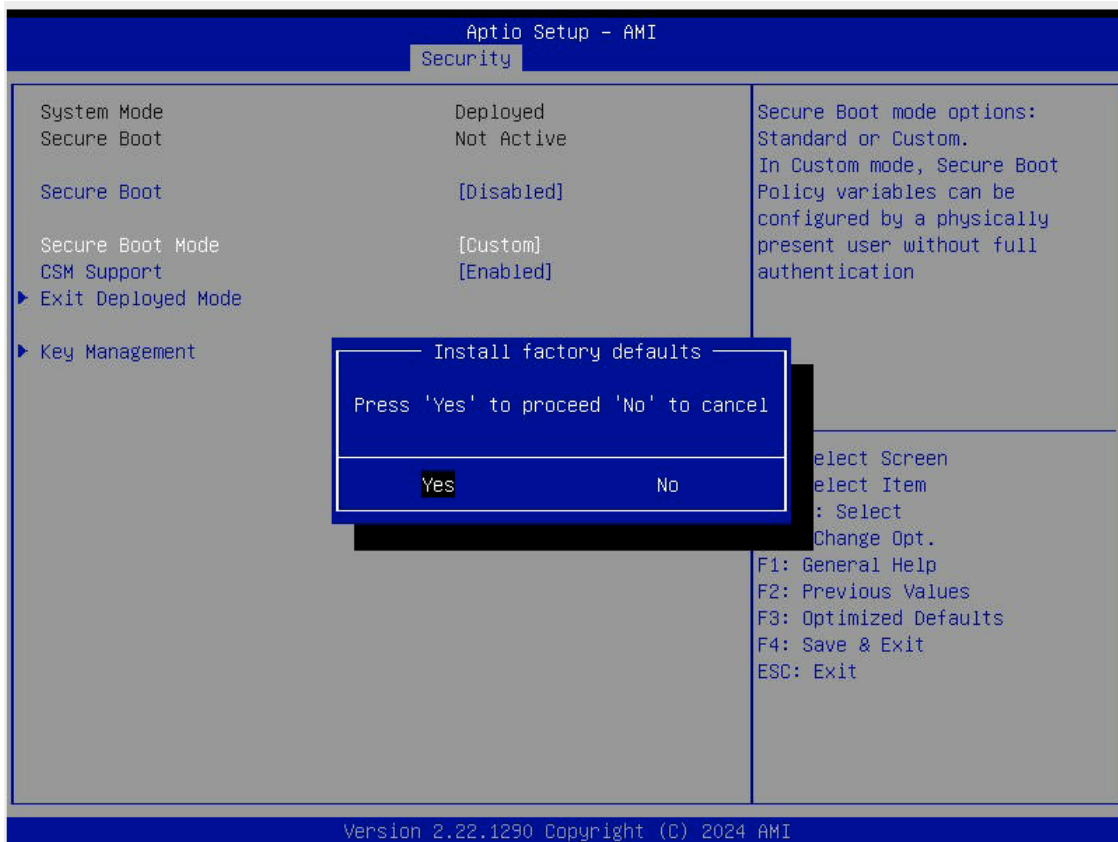 Aptio Setup - AMI
Security
System Mode Deployed
Secure Boot Not Active
Secure Boot [Disabled]
Secure Boot Mode [Custom]
CSM Support [Enabled]
Exit Deployed Mode
Key Management
Secure Boot mode options:
Standard or Custom.
In Custom mode, Secure Boot
Policy variables can be
configured by a physically
present user without full
authentication
Install factory defaults
Press 'Yes' to proceed 'No' to cancel
Yes No
elect Screen
elect Item
: Select
Change Opt.
F1: General Help
F2: Previous Values
F3: Optimized Defaults
F4: Save & Exit
ESC: Exit
Version 2.22.1290 Copyright (C) 2024 AMI